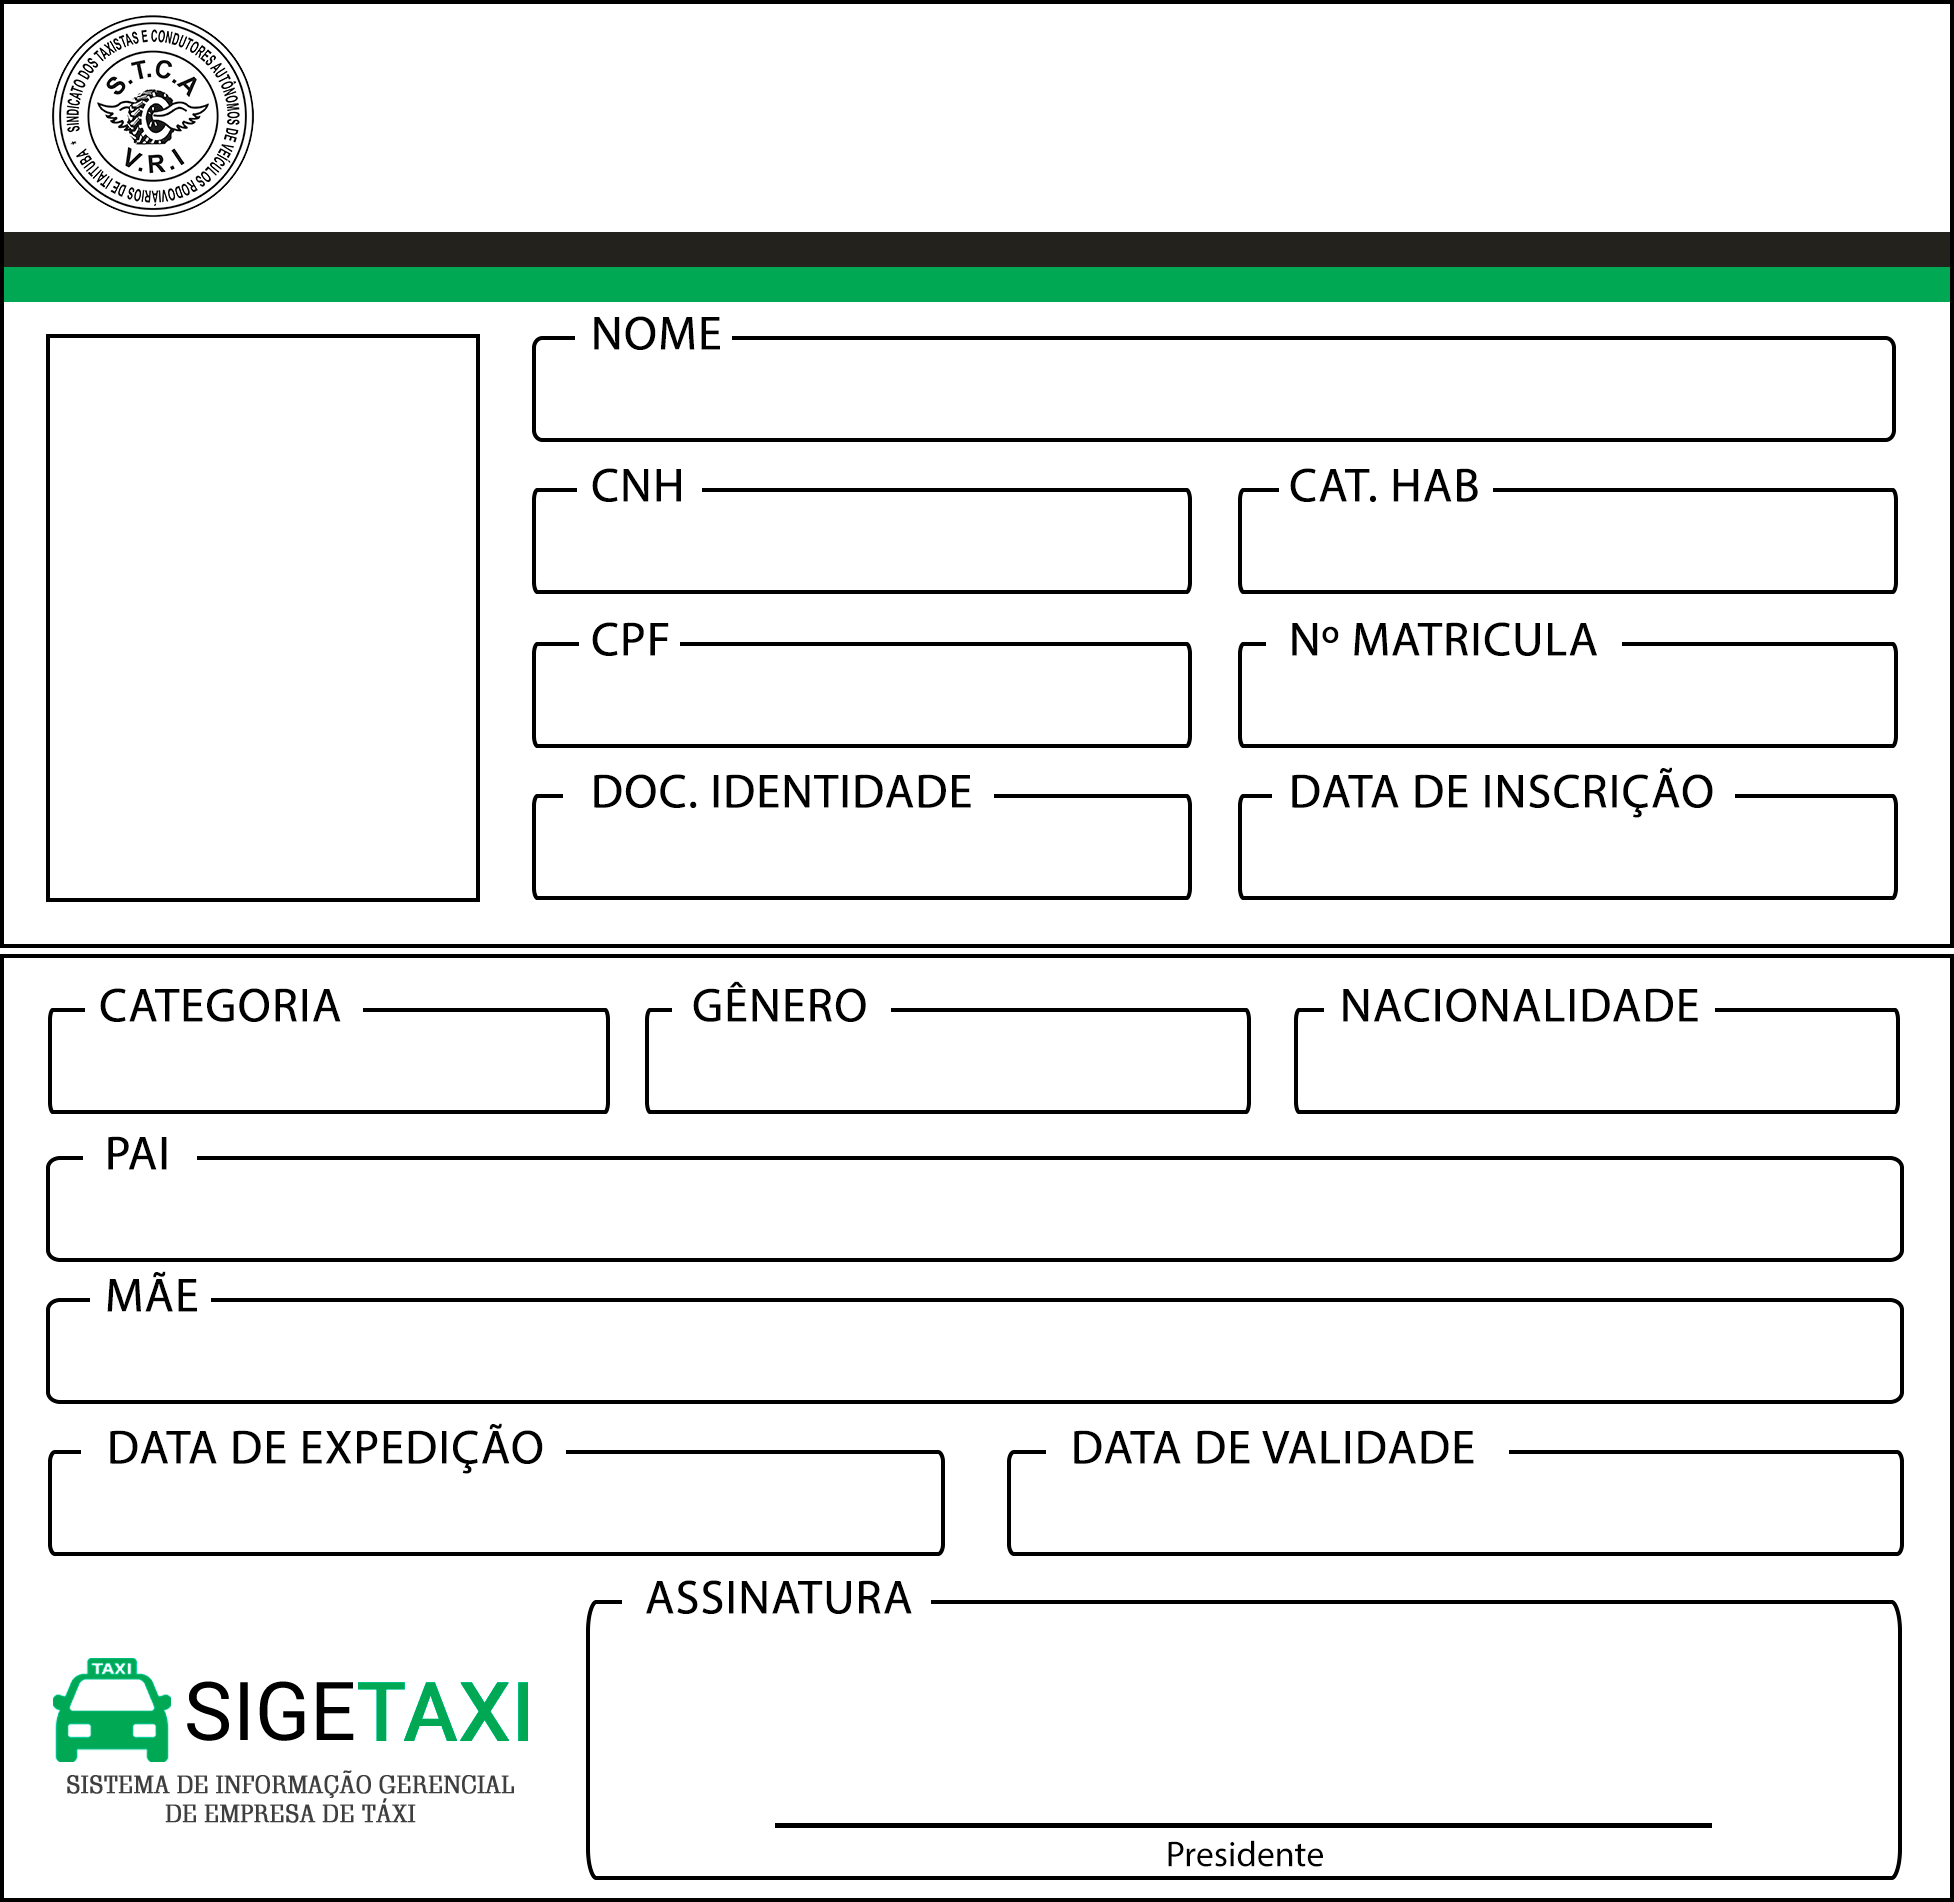 SINDICATO DOS TAXISTAS E CONDUTORES AUTÔNOMOS DE VEÍCULOS RODOVIÁRIOS DE ITAITUBA *
S.T.C.A
V.R.I
NOME
CNH
CAT. HAB
CPF
Nº MATRICULA
DOC. IDENTIDADE
DATA DE INSCRIÇÃO
CATEGORIA
GÊNERO
NACIONALIDADE
PAI
MÃE
DATA DE EXPEDIÇÃO
DATA DE VALIDADE
ASSINATURA
TAXI
SIGETAXI
SISTEMA DE INFORMAÇÃO GERENCIAL
DE EMPRESA DE TÁXI
Presidente